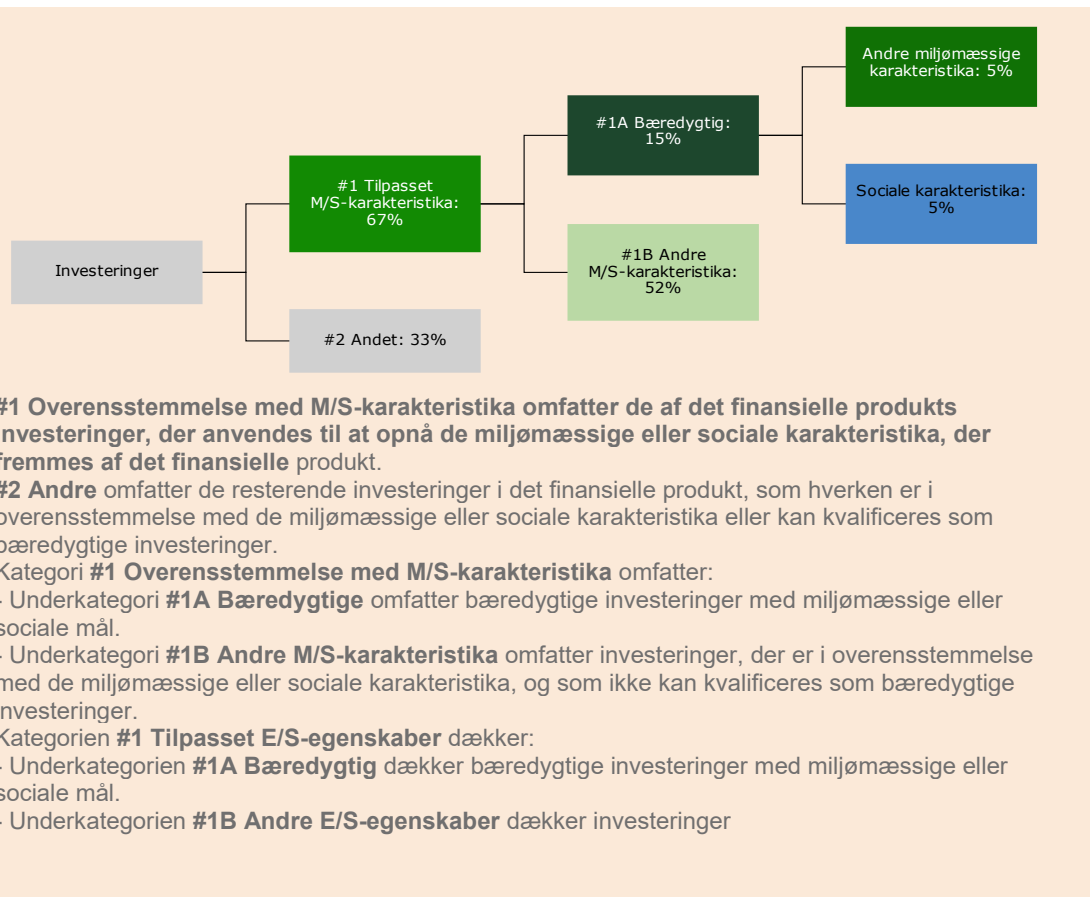 Andre miljømæssige
karakteristika: 5%
#1A Bæredygtig:
15%
#1 Tilpasset
M/S-karakteristika:
67%
Sociale karakteristika:
5%
Investeringer
#1B Andre
M/S-karakteristika:
52%
#2 Andet: 33%
#1 Overensstemmelse med M/S-karakteristika omfatter de af det finansielle produkts
investeringer, der anvendes til at opnå de miljømæssige eller sociale karakteristika, der
fremmes af det finansielle produkt.
#2 Andre omfatter de resterende investeringer i det finansielle produkt, som hverken er i
overensstemmelse med de miljømæssige eller sociale karakteristika eller kan kvalificeres som
bæredygtige investeringer.
Kategori #1 Overensstemmelse med M/S-karakteristika omfatter:
- Underkategori #1A Bæredygtige omfatter bæredygtige investeringer med miljømæssige eller
sociale mål.
- Underkategori #1B Andre M/S-karakteristika omfatter investeringer, der er i overensstemmelse
med de miljømæssige eller sociale karakteristika, og som ikke kan kvalificeres som bæredygtige
investeringer.
Kategorien #1 Tilpasset E/S-egenskaber dækker:
- Underkategorien #1A Bæredygtig dækker bæredygtige investeringer med miljømæssige eller
sociale mål.
- Underkategorien #1B Andre E/S-egenskaber dækker investeringer